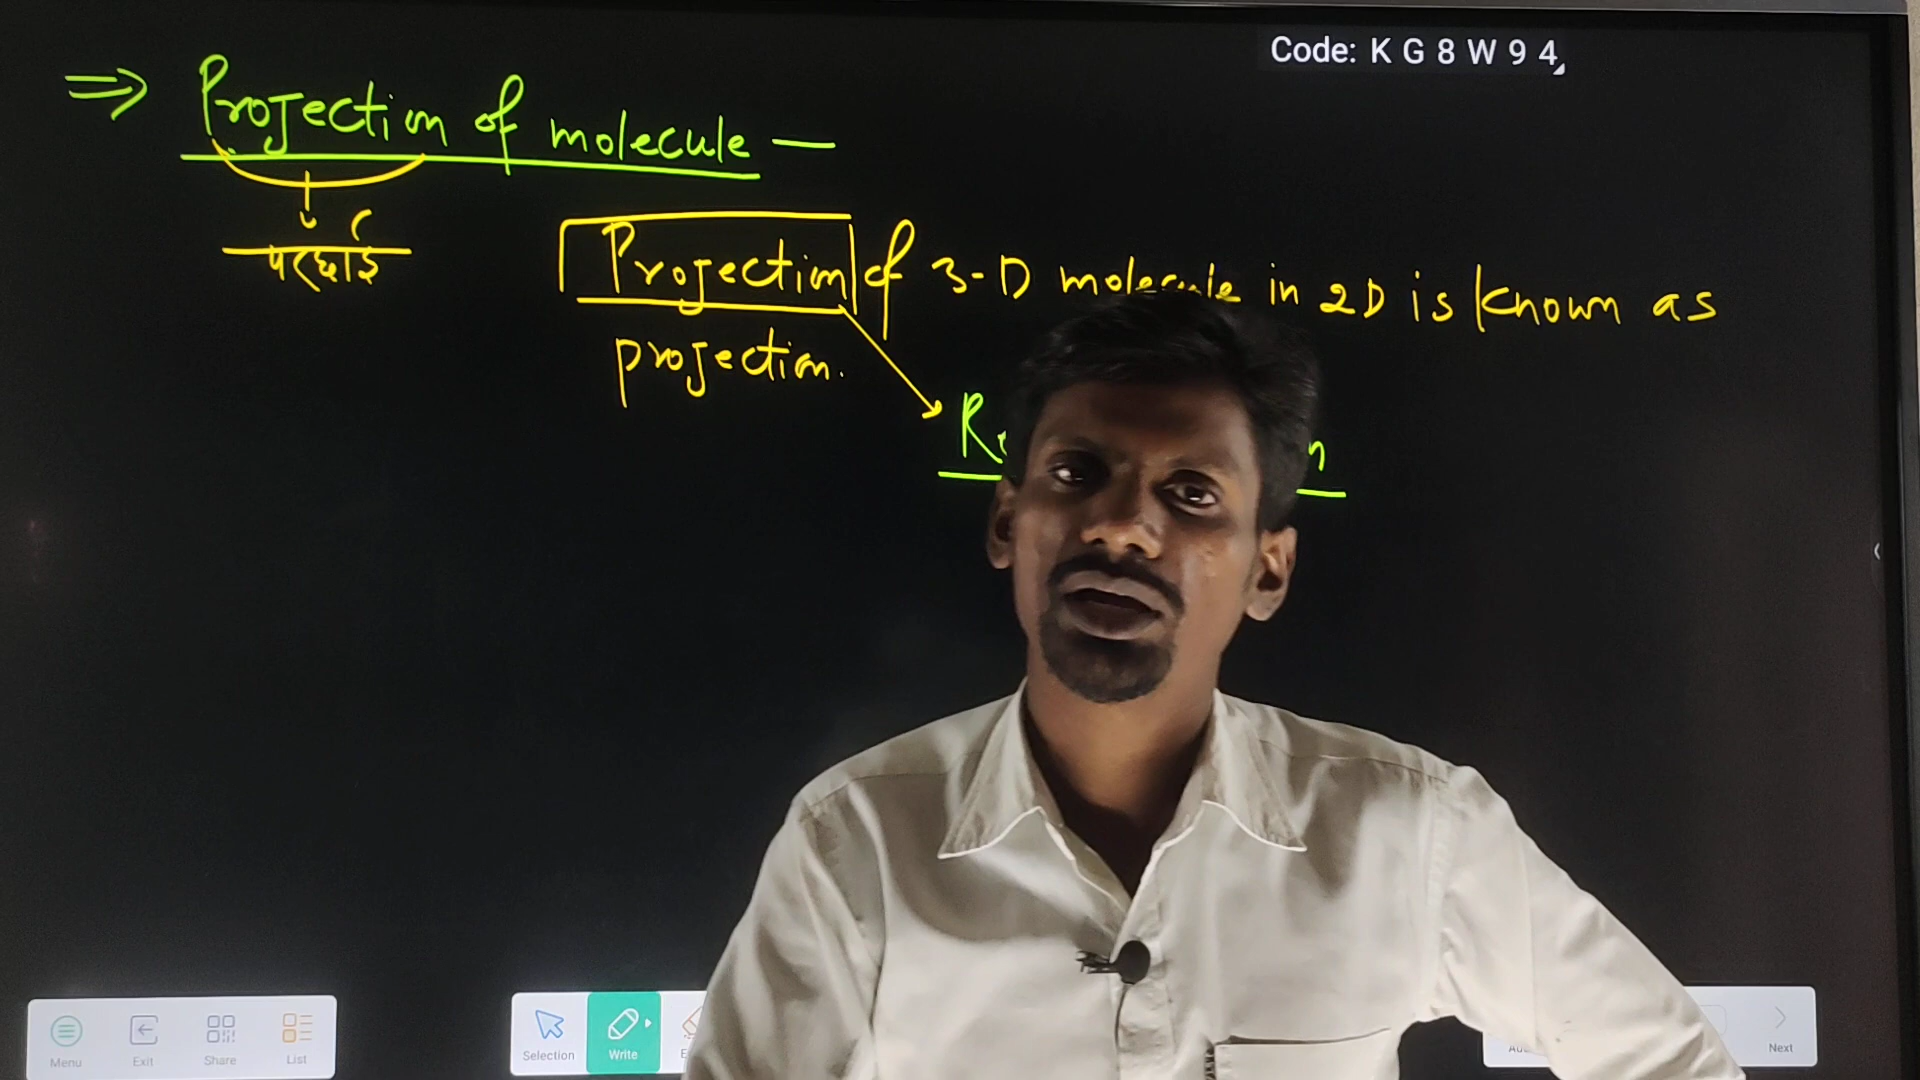 Code: K G 8 W 9 4
⇒ Projection of molecule —
परछाई
Projection of 3-D molecule in 2D is known as
projection.
Menu Exit Share List Selection Write Next